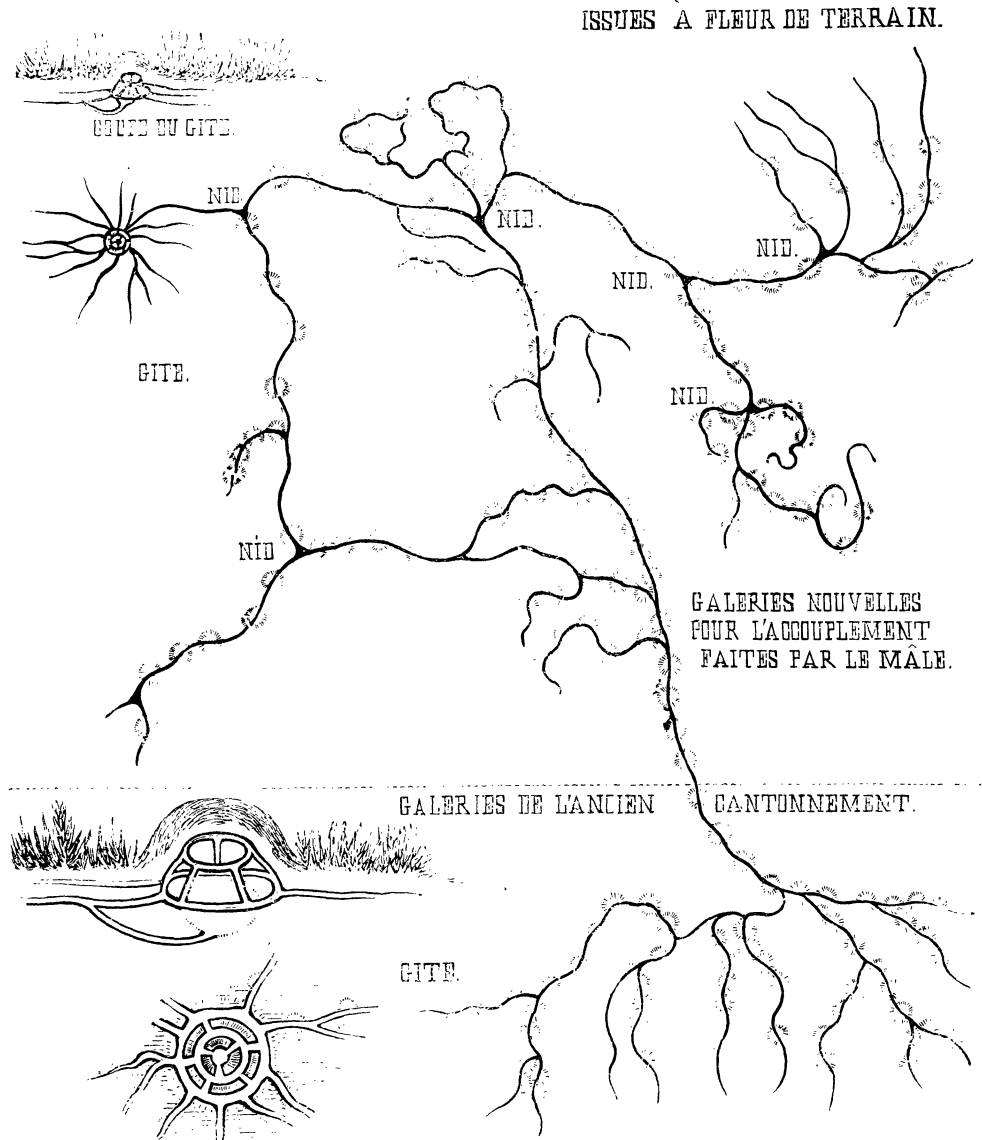 ISSUES À FLEUR DE TERRAIN.
COUPE DU GITE.
NID
NID.
NID.
NID.
GITE.
NID.
NID
GALERIES NOUVELLES
POUR L'ACCOUPLEMENT
FAITES PAR LE MÂLE.
GALERIES DE L'ANCIEN CANTONNEMENT.
GITE.